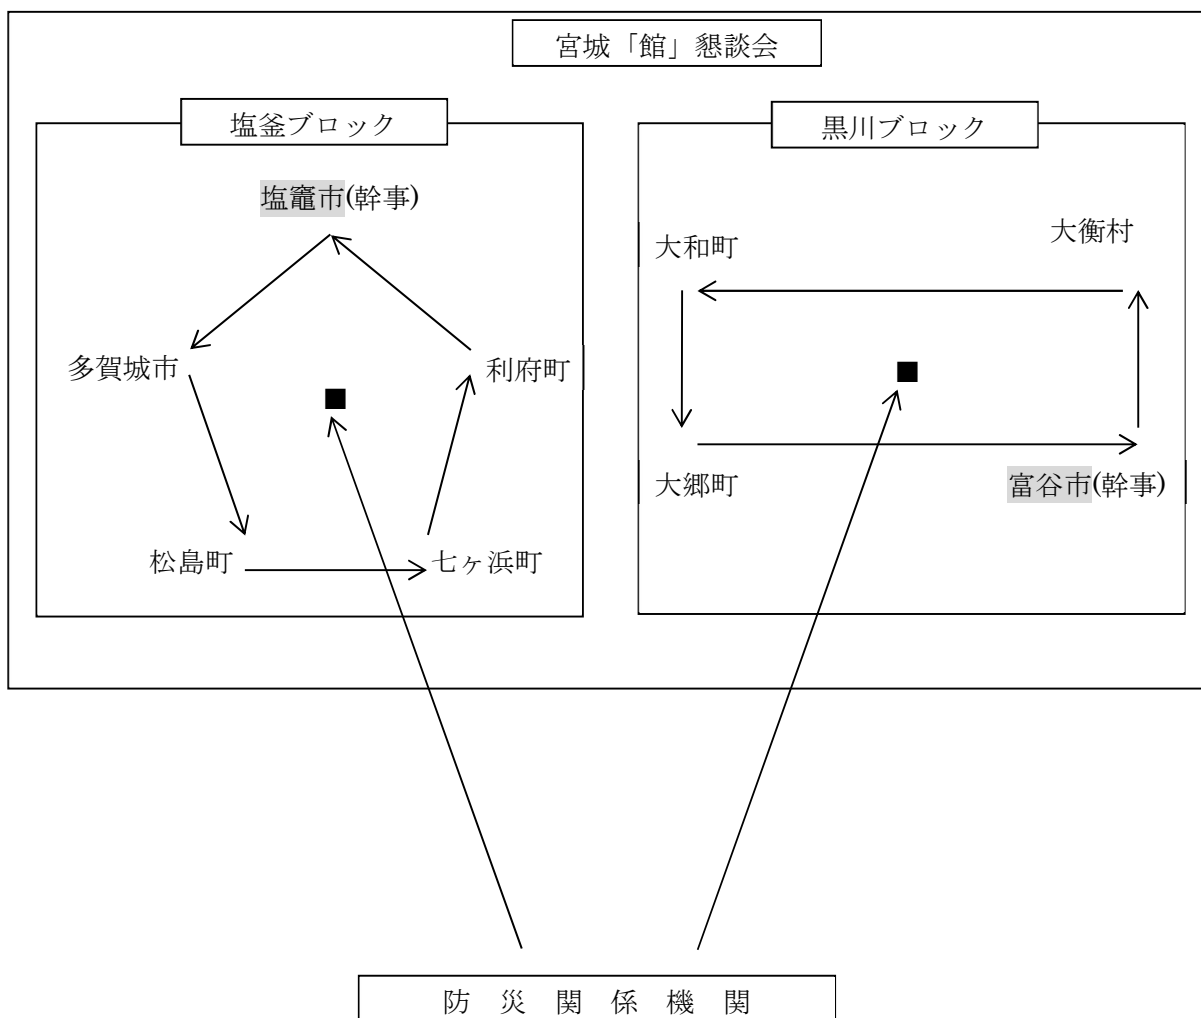 宮城「館」懇談会
塩釜ブロック
塩竈市(幹事)
多賀城市
利府町
松島町
七ヶ浜町
黒川ブロック
大和町
大衡村
大郷町
富谷市(幹事)
防災関係機関